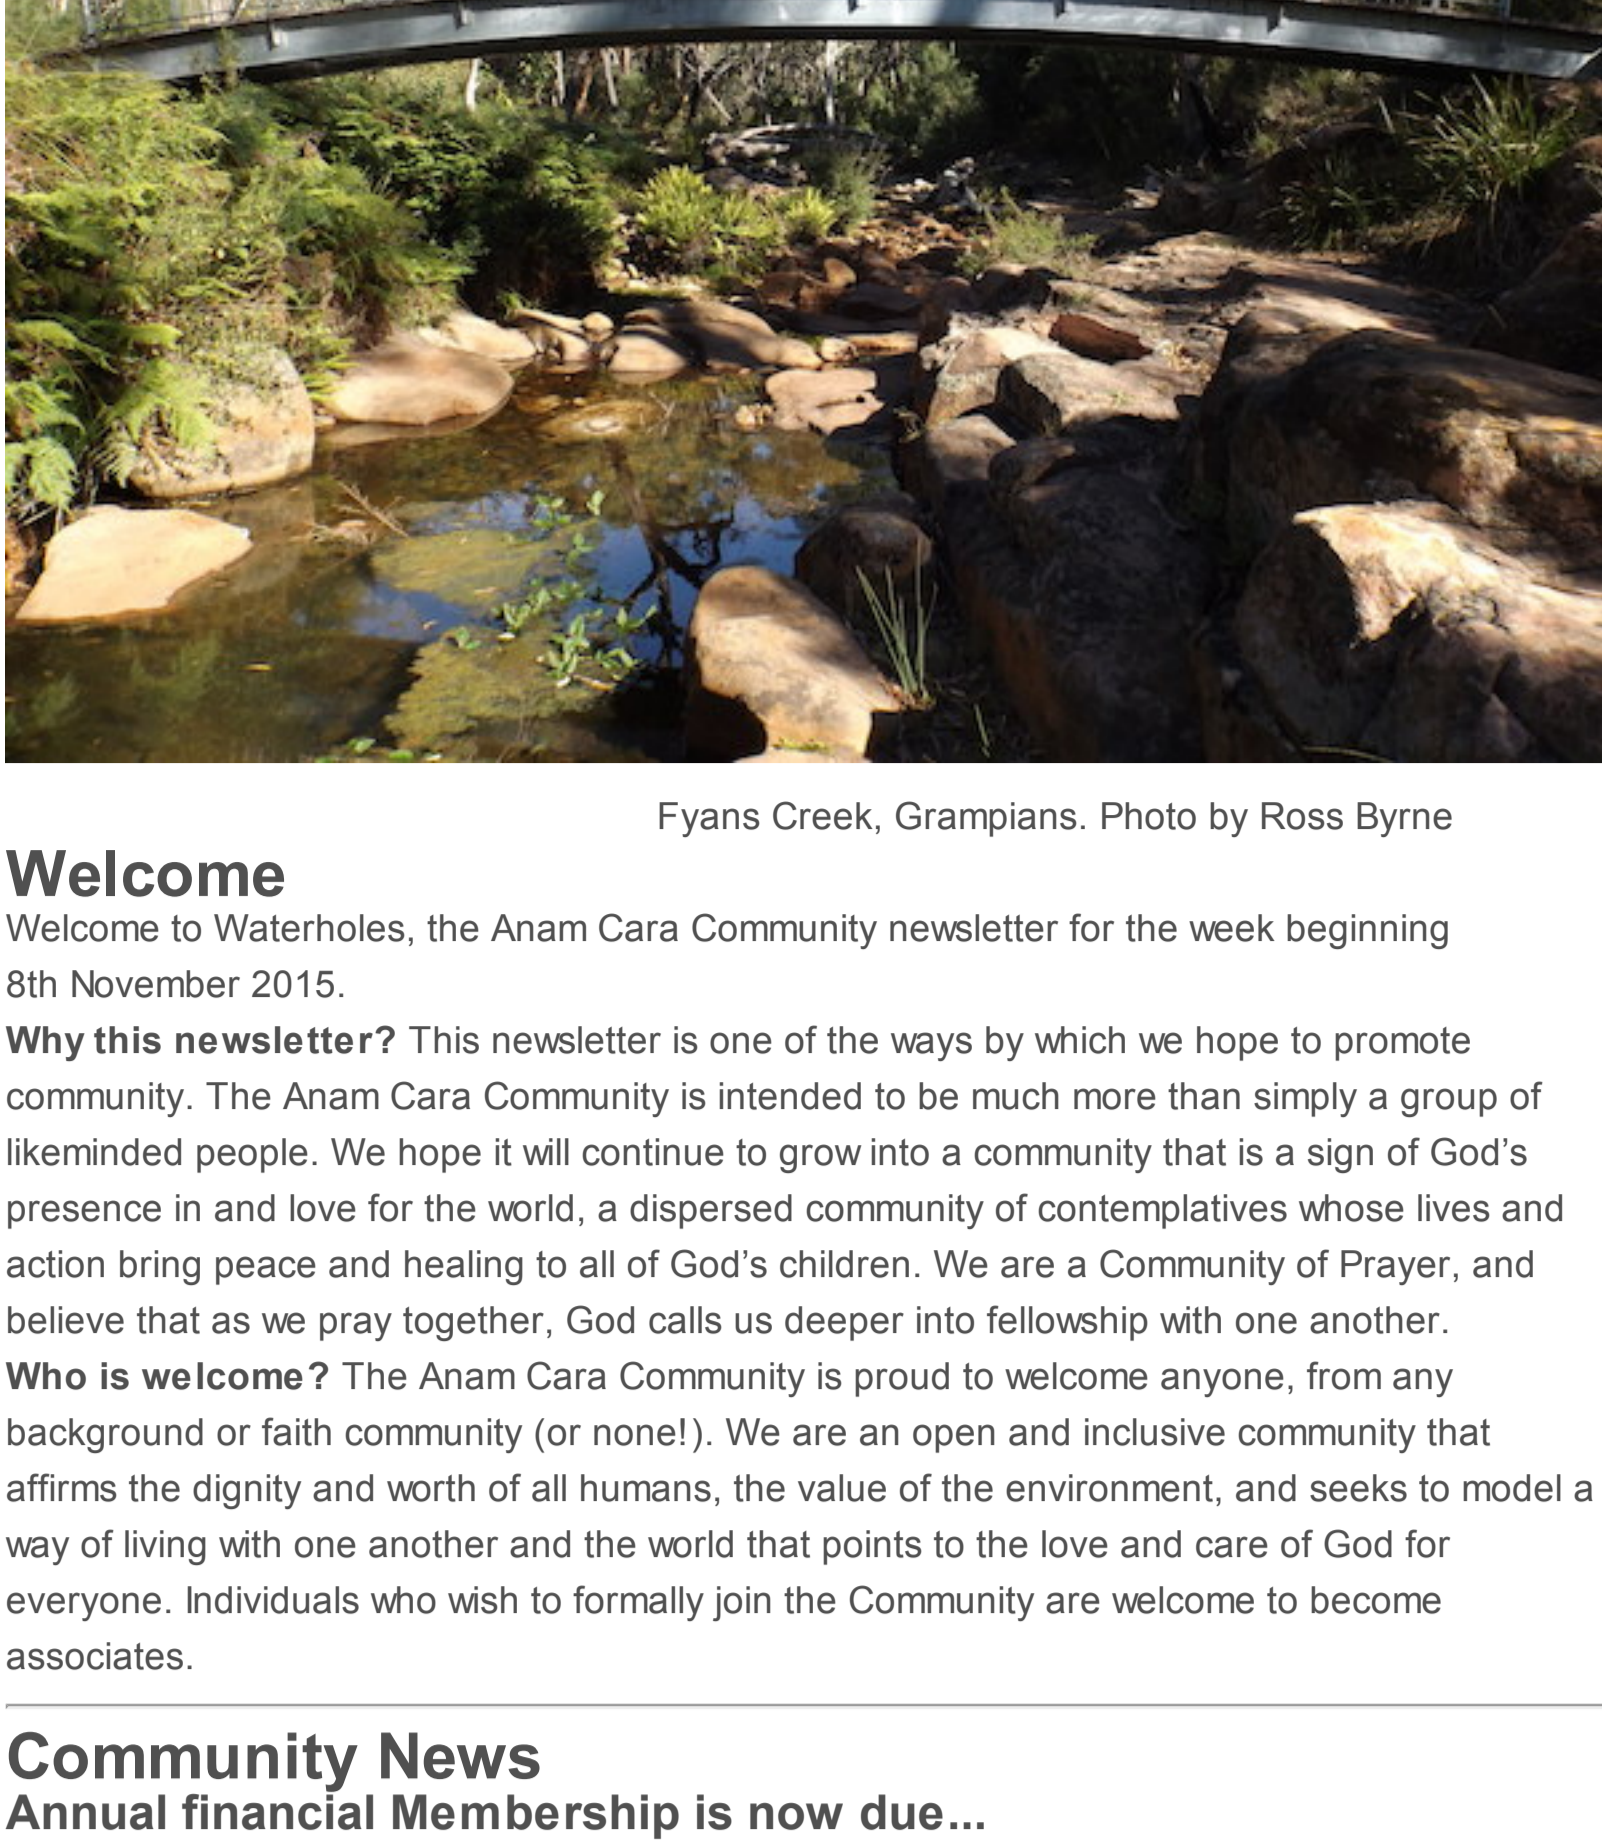 Fyans Creek, Grampians. Photo by Ross Byrne
Welcome
Welcome to Waterholes, the Anam Cara Community newsletter for the week beginning
8th November 2015.
Why this newsletter? This newsletter is one of the ways by which we hope to promote
community. The Anam Cara Community is intended to be much more than simply a group of
likeminded people. We hope it will continue to grow into a community that is a sign of God’s
presence in and love for the world, a dispersed community of contemplatives whose lives and
action bring peace and healing to all of God’s children. We are a Community of Prayer, and
believe that as we pray together, God calls us deeper into fellowship with one another.
Who is welcome? The Anam Cara Community is proud to welcome anyone, from any
background or faith community (or none!). We are an open and inclusive community that
affirms the dignity and worth of all humans, the value of the environment, and seeks to model a
way of living with one another and the world that points to the love and care of God for
everyone. Individuals who wish to formally join the Community are welcome to become
associates.
Community News
Annual financial Membership is now due...